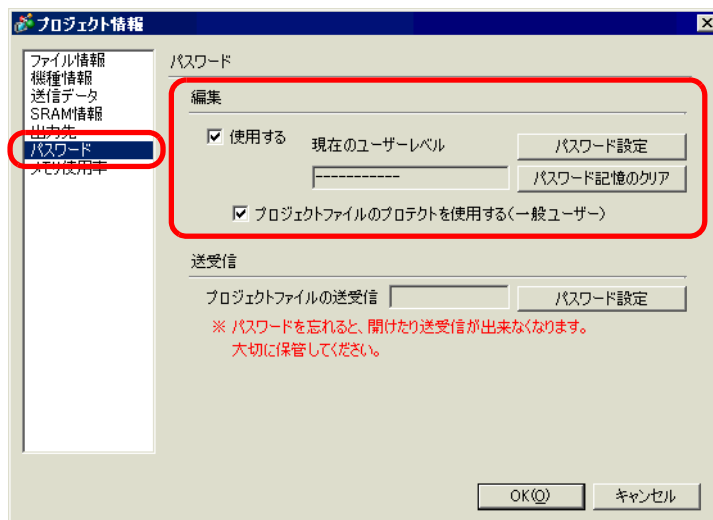 プロジェクト情報
ファイル情報
機種情報
送信データ
SRAM情報
出力先
パスワード
メモリ使用率
パスワード
編集
使用する
現在のユーザーレベル
パスワード設定
-----------
パスワード記憶のクリア
プロジェクトファイルのプロテクトを使用する(一般ユーザー)
送受信
プロジェクトファイルの送受信
パスワード設定
※ パスワードを忘れると、開けたり送受信が出来なくなります。
大切に保管してください。
OK(O)
キャンセル